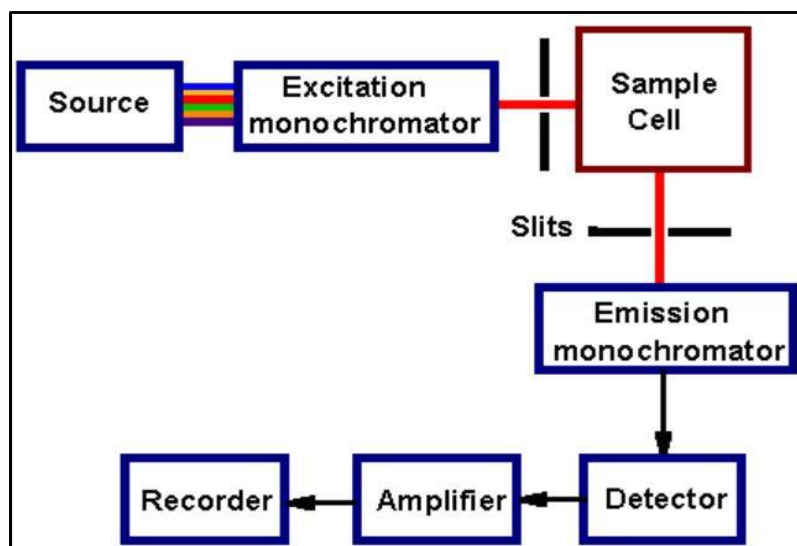 Source
Excitation
monochromator
Sample
Cell
Slits
Emission
monochromator
Recorder
Amplifier
Detector